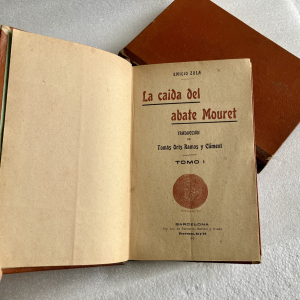 EMILIO ZOLA
La caída del
abate Mouret
TRADUCCIÓN
DE
Tomás Orts Ramos y Climent
TOMO I
BARCELONA